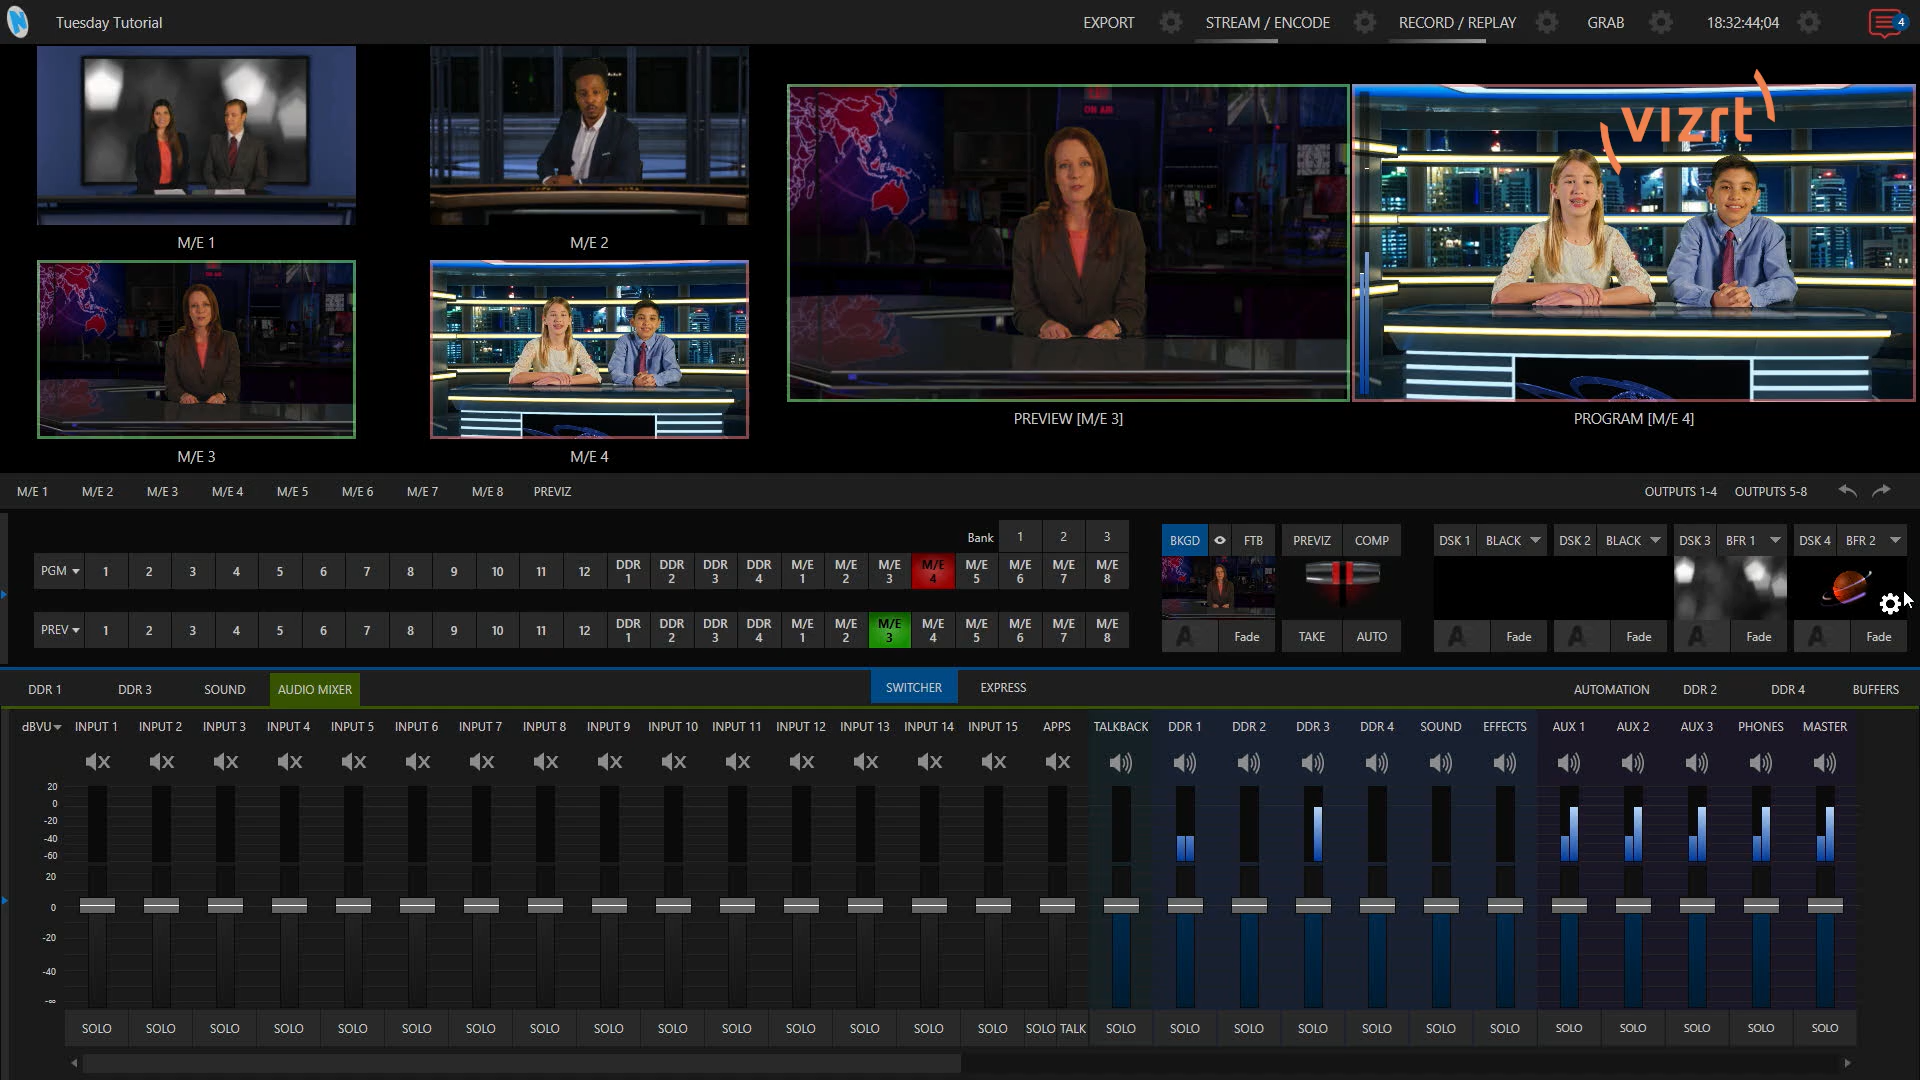 Tuesday Tutorial
EXPORT STREAM / ENCODE RECORD / REPLAY GRAB 18:32:44;04 4
ON AIR
vizrt
M/E 1 M/E 2
PREVIEW [M/E 3] PROGRAM [M/E 4]
M/E 3 M/E 4
M/E 1 M/E 2 M/E 3 M/E 4 M/E 5 M/E 6 M/E 7 M/E 8 PREVIZ OUTPUTS 1-4 OUTPUTS 5-8
Bank 1 2 3
BKGD FTB PREVIZ COMP DSK 1 BLACK DSK 2 BLACK DSK 3 BFR 1 DSK 4 BFR 2
PGM 1 2 3 4 5 6 7 8 9 10 11 12 DDR 1 DDR 2 DDR 3 DDR 4 M/E 1 M/E 2 M/E 3 M/E 4 M/E 5 M/E 6 M/E 7 M/E 8
PREV 1 2 3 4 5 6 7 8 9 10 11 12 DDR 1 DDR 2 DDR 3 DDR 4 M/E 1 M/E 2 M/E 3 M/E 4 M/E 5 M/E 6 M/E 7 M/E 8
A Fade TAKE AUTO A Fade A Fade A Fade A Fade
DDR 1 DDR 3 SOUND AUDIO MIXER SWITCHER EXPRESS AUTOMATION DDR 2 DDR 4 BUFFERS
dBVU INPUT 1 INPUT 2 INPUT 3 INPUT 4 INPUT 5 INPUT 6 INPUT 7 INPUT 8 INPUT 9 INPUT 10 INPUT 11 INPUT 12 INPUT 13 INPUT 14 INPUT 15 APPS TALKBACK DDR 1 DDR 2 DDR 3 DDR 4 SOUND EFFECTS AUX 1 AUX 2 AUX 3 PHONES MASTER
20
0
-20
-40
-60
20
0
-20
-40
-∞
SOLO SOLO SOLO SOLO SOLO SOLO SOLO SOLO SOLO SOLO SOLO SOLO SOLO SOLO SOLO SOLO TALK SOLO SOLO SOLO SOLO SOLO SOLO SOLO SOLO SOLO SOLO SOLO SOLO